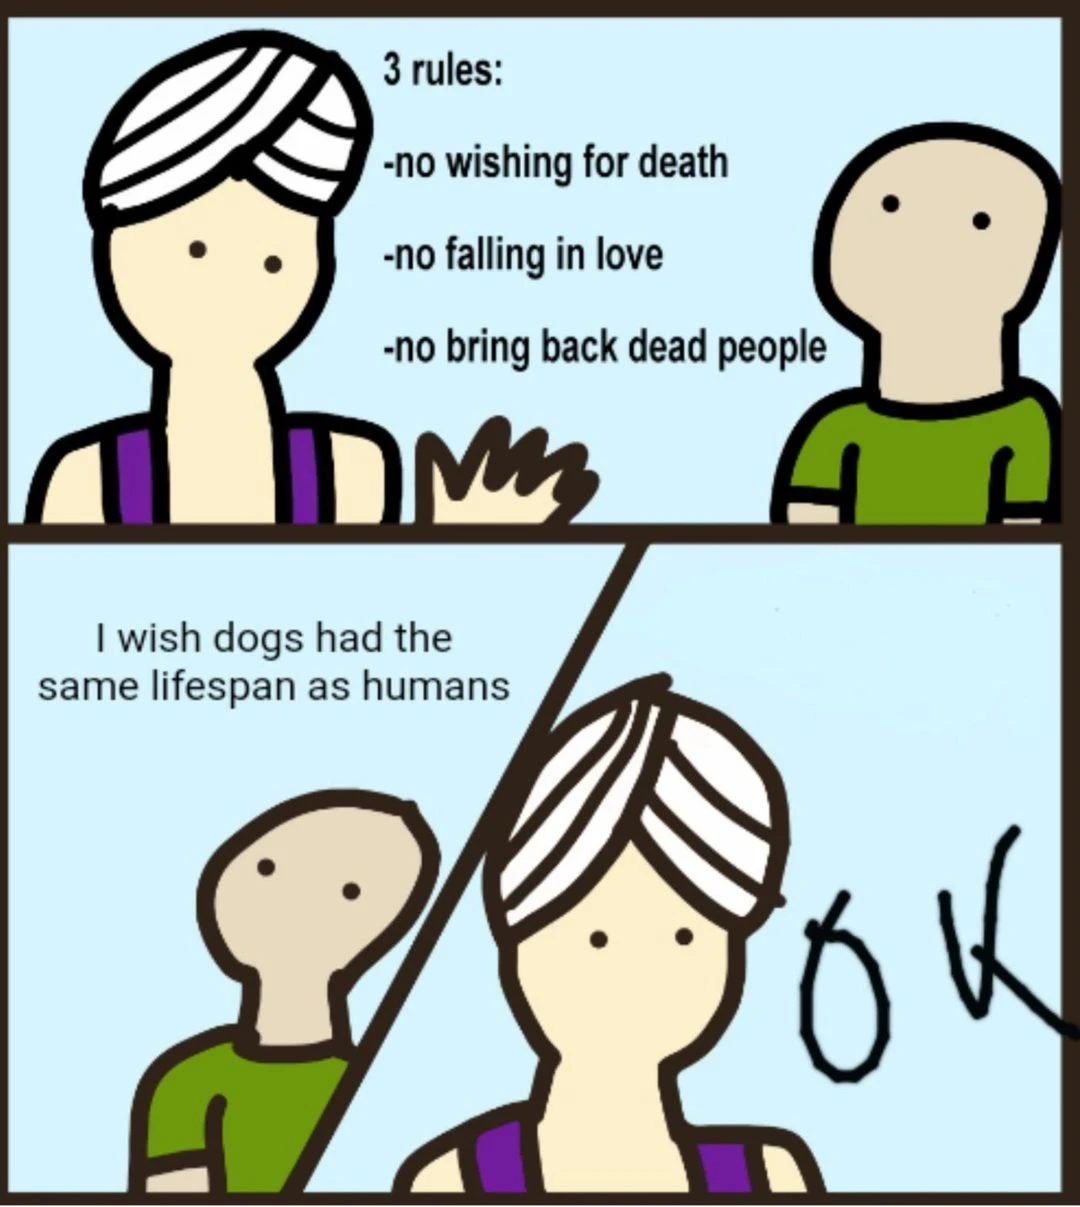 3 rules:
-no wishing for death
-no falling in love
-no bring back dead people
I wish dogs had the
same lifespan as humans
OK